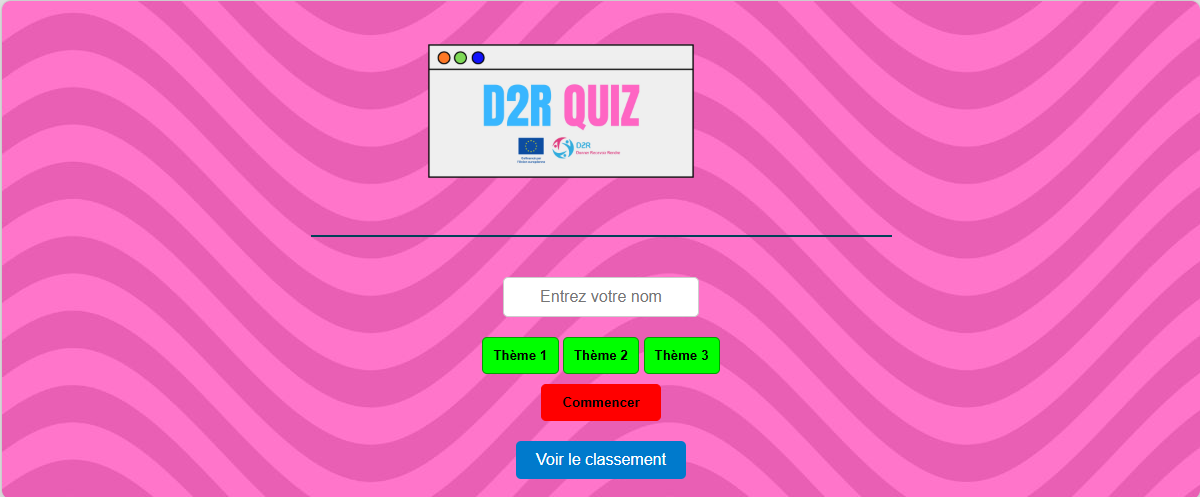 D2R QUIZ
D2R
Cofinancé par
l'Union européenne
Entrez votre nom
Thème 1 Thème 2 Thème 3
Commencer
Voir le classement